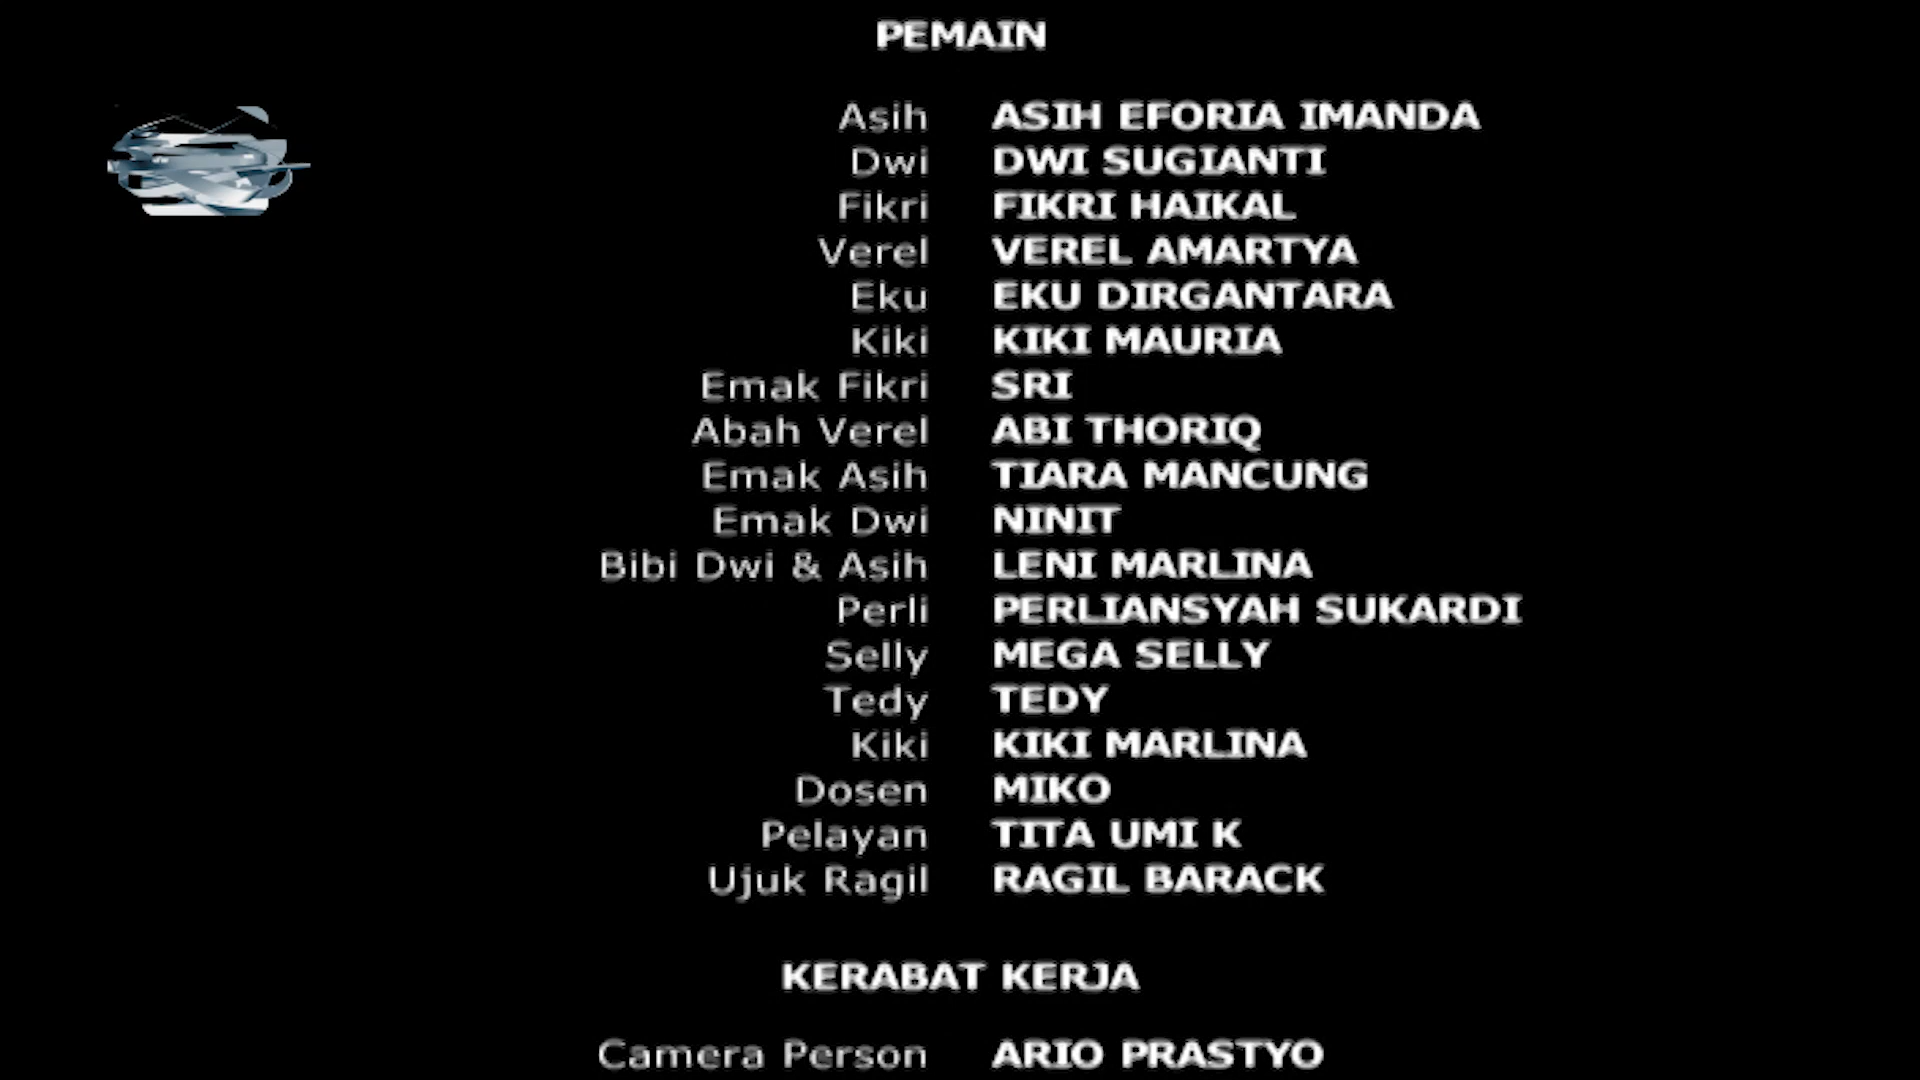 PEMAIN
Asih ASIH EFORIA IMANDA
Dwi DWI SUGIANTI
Fikri FIKRI HAIKAL
Verel VEREL AMARTYA
Eku EKU DIRGANTARA
Kiki KIKI MAURIA
Emak Fikri SRI
Abah Verel ABI THORIQ
Emak Asih TIARA MANCUNG
Emak Dwi NINIT
Bibi Dwi & Asih LENI MARLINA
Perli PERLIANSYAH SUKARDI
Selly MEGA SELLY
Tedy TEDY
Kiki KIKI MARLINA
Dosen MIKO
Pelayan TITA UMI K
Ujuk Ragil RAGIL BARACK
KERABAT KERJA
Camera Person ARIO PRASTYO